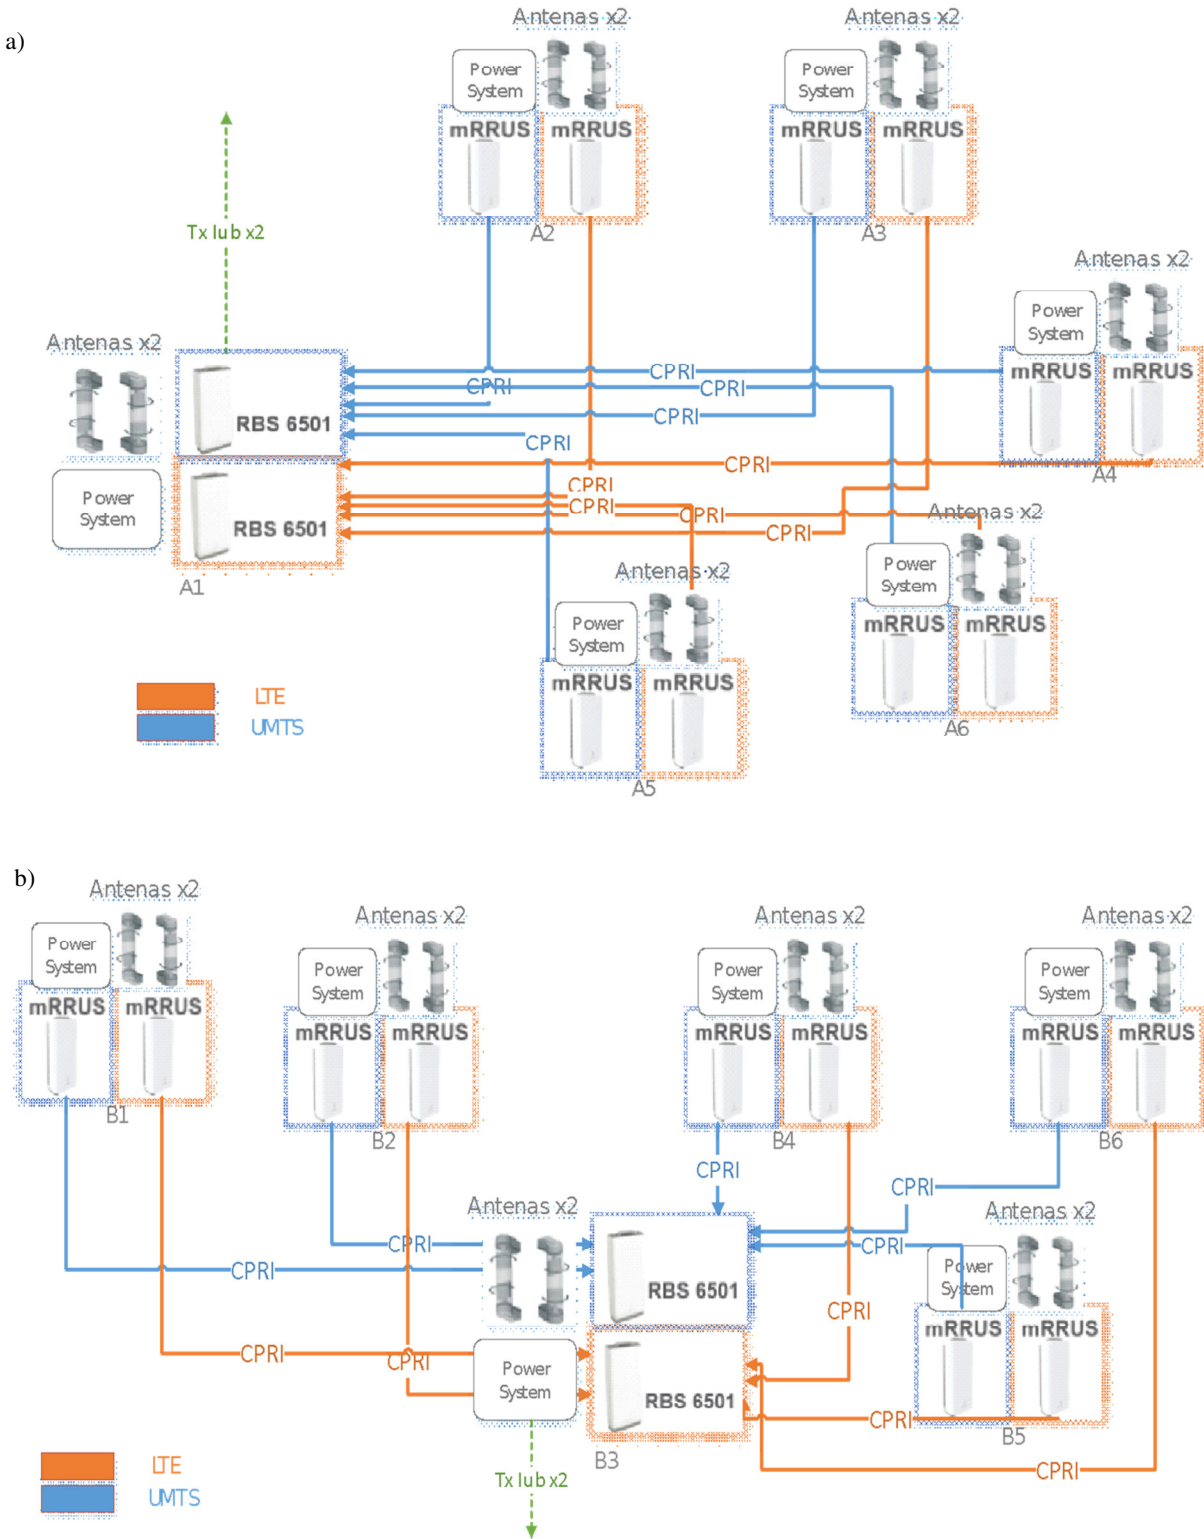 a)
Antenas x2
Antenas x2
Power
System
Power
System
mRRUS
mRRUS
mRRUS
mRRUS
A2
A3
Tx Iub x2
Antenas x2
Power
System
Antenas x2
mRRUS
mRRUS
CPRI
CPRI
CPRI
CPRI
RBS 6501
CPRI
CPRI
A4
Power
System
CPRI
CPRI
CPRI
Antenas x2
RBS 6501
CPRI
A1
Power
System
Antenas x2
Power
System
mRRUS
mRRUS
mRRUS
mRRUS
A6
A5
LTE
UMTS
b)
Antenas x2
Antenas x2
Antenas x2
Antenas x2
Power
System
Power
System
Power
System
Power
System
mRRUS
mRRUS
mRRUS
mRRUS
mRRUS
mRRUS
mRRUS
mRRUS
B1
B2
B4
B6
CPRI
CPRI
Antenas x2
Antenas x2
CPRI
CPRI
CPRI
Power
System
RBS 6501
CPRI
mRRUS
mRRUS
CPRI
CPRI
Power
System
RBS 6501
CPRI
B5
B3
CPRI
LTE
UMTS
Tx Iub x2